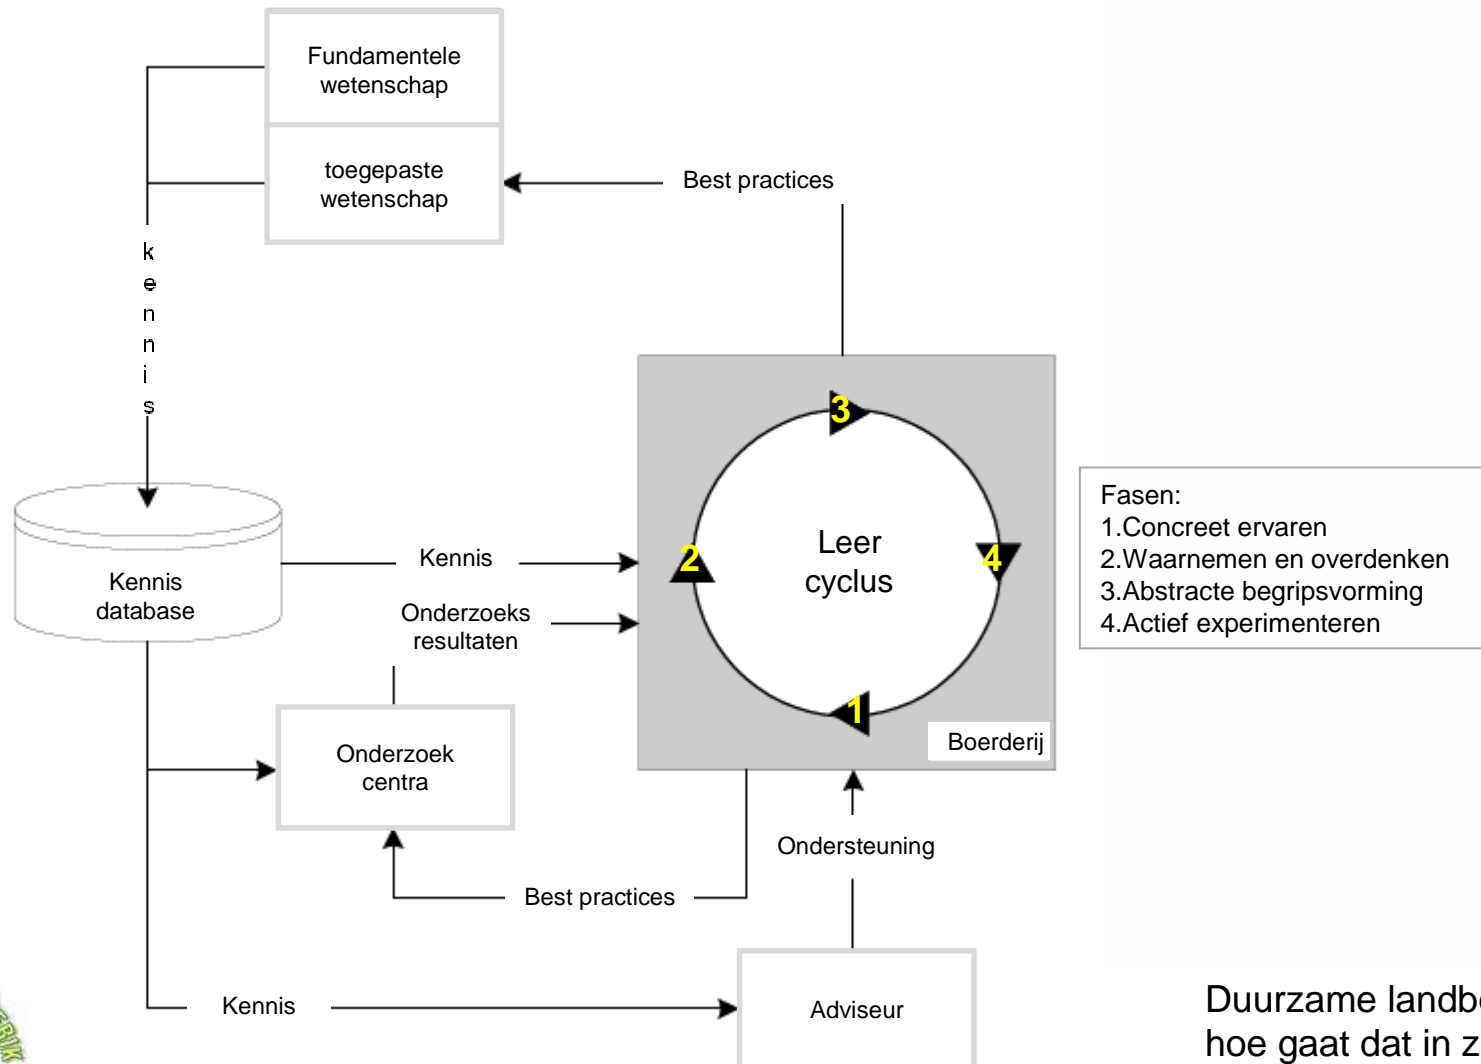 Fundamentele
wetenschap
toegepaste
wetenschap
Best practices
kennis
3
Leer
cyclus
2
4
1
Boerderij
Fasen:
1.Concreet ervaren
2.Waarnemen en overdenken
3.Abstracte begripsvorming
4.Actief experimenteren
Kennis
database
Kennis
Onderzoeks
resultaten
Onderzoek
centra
Ondersteuning
Best practices
Kennis
Adviseur
Duurzame
hoe gaat dat in